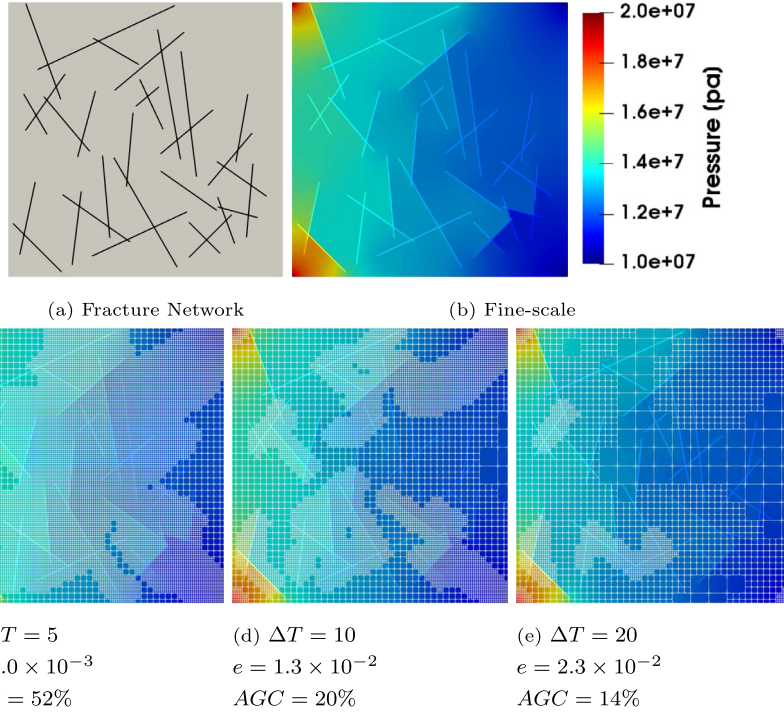 2.0e+07
1.8e+7
1.6e+7
1.4e+7
1.2e+7
1.0e+07
Pressure (pa)
(a) Fracture Network
(b) Fine-scale
T = 5
.0 × 10⁻³
= 52%
(d) ΔT = 10
e = 1.3 × 10⁻²
AGC = 20%
(e) ΔT = 20
e = 2.3 × 10⁻²
AGC = 14%